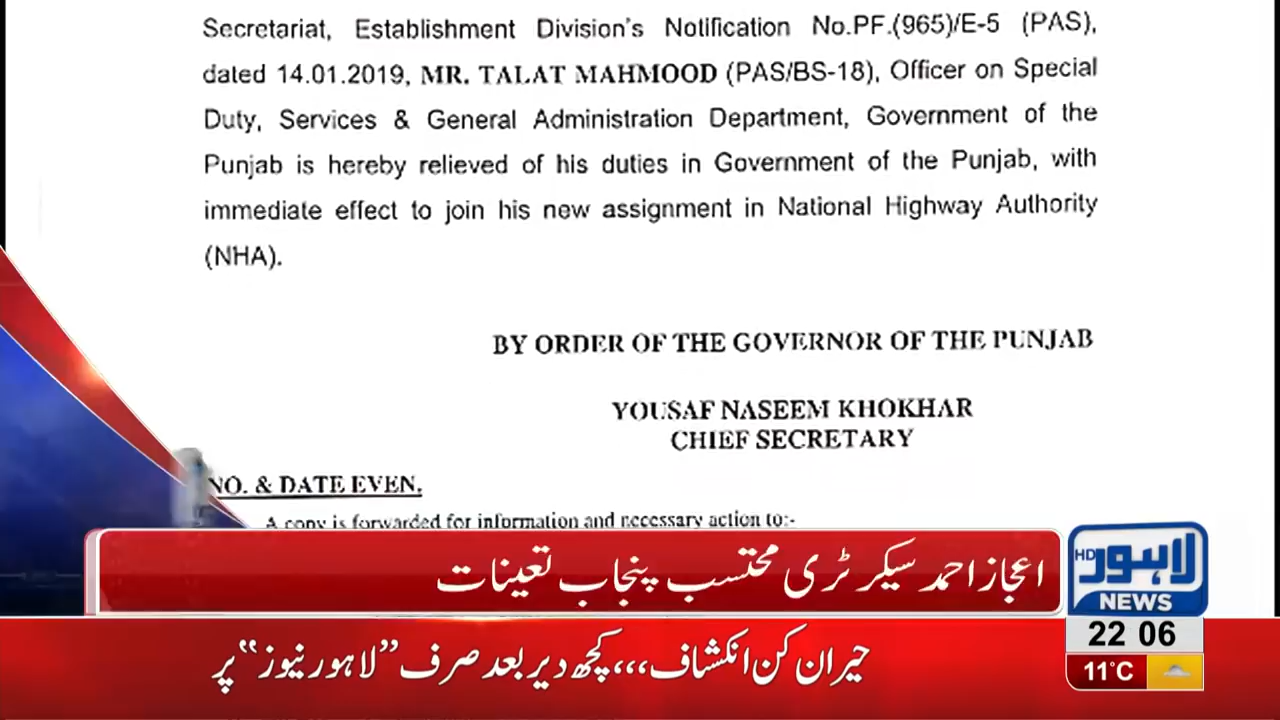 Secretariat, Establishment Division's Notification No.PF.(965)/E-5 (PAS),
dated 14.01.2019, MR. TALAT MAHMOOD (PAS/BS-18), Officer on Special
Duty, Services & General Administration Department, Government of the
Punjab is hereby relieved of his duties in Government of the Punjab, with
immediate effect to join his new assignment in National Highway Authority
(NHA).
BY ORDER OF THE GOVERNOR OF THE PUNJAB
YOUSAF NASEEM KHOKHAR
CHIEF SECRETARY
NO. & DATE EVEN.
A copy is forwarded for information and necessary action to:-
اعجاز احمد سیکرٹری محتسب پنجاب تعینات
HD لاہور
NEWS
22 06
حیران کن انکشاف،،،، کچھ دیر بعد صرف ”لاہور نیوز“ پر
11°C